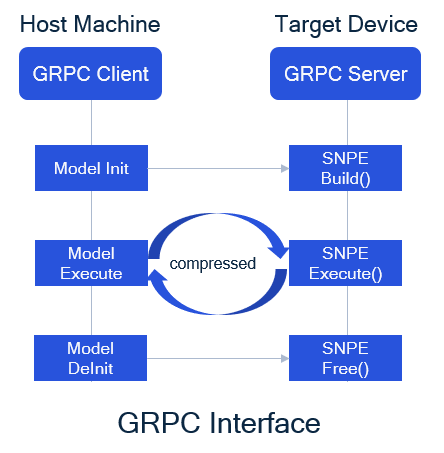 Host Machine
Target Device
GRPC Client
GRPC Server
Model Init
SNPE
Build()
Model
Execute
compressed
SNPE
Execute()
Model
DeInit
SNPE
Free()
GRPC Interface